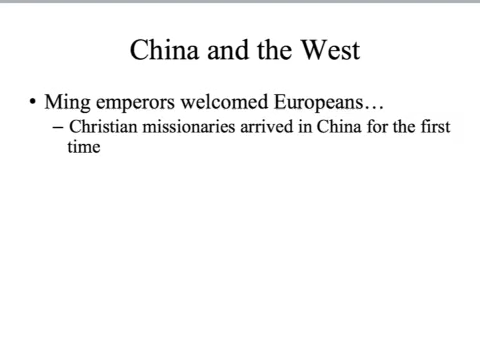 China and the West
• Ming emperors welcomed Europeans…
– Christian missionaries arrived in China for the first
time